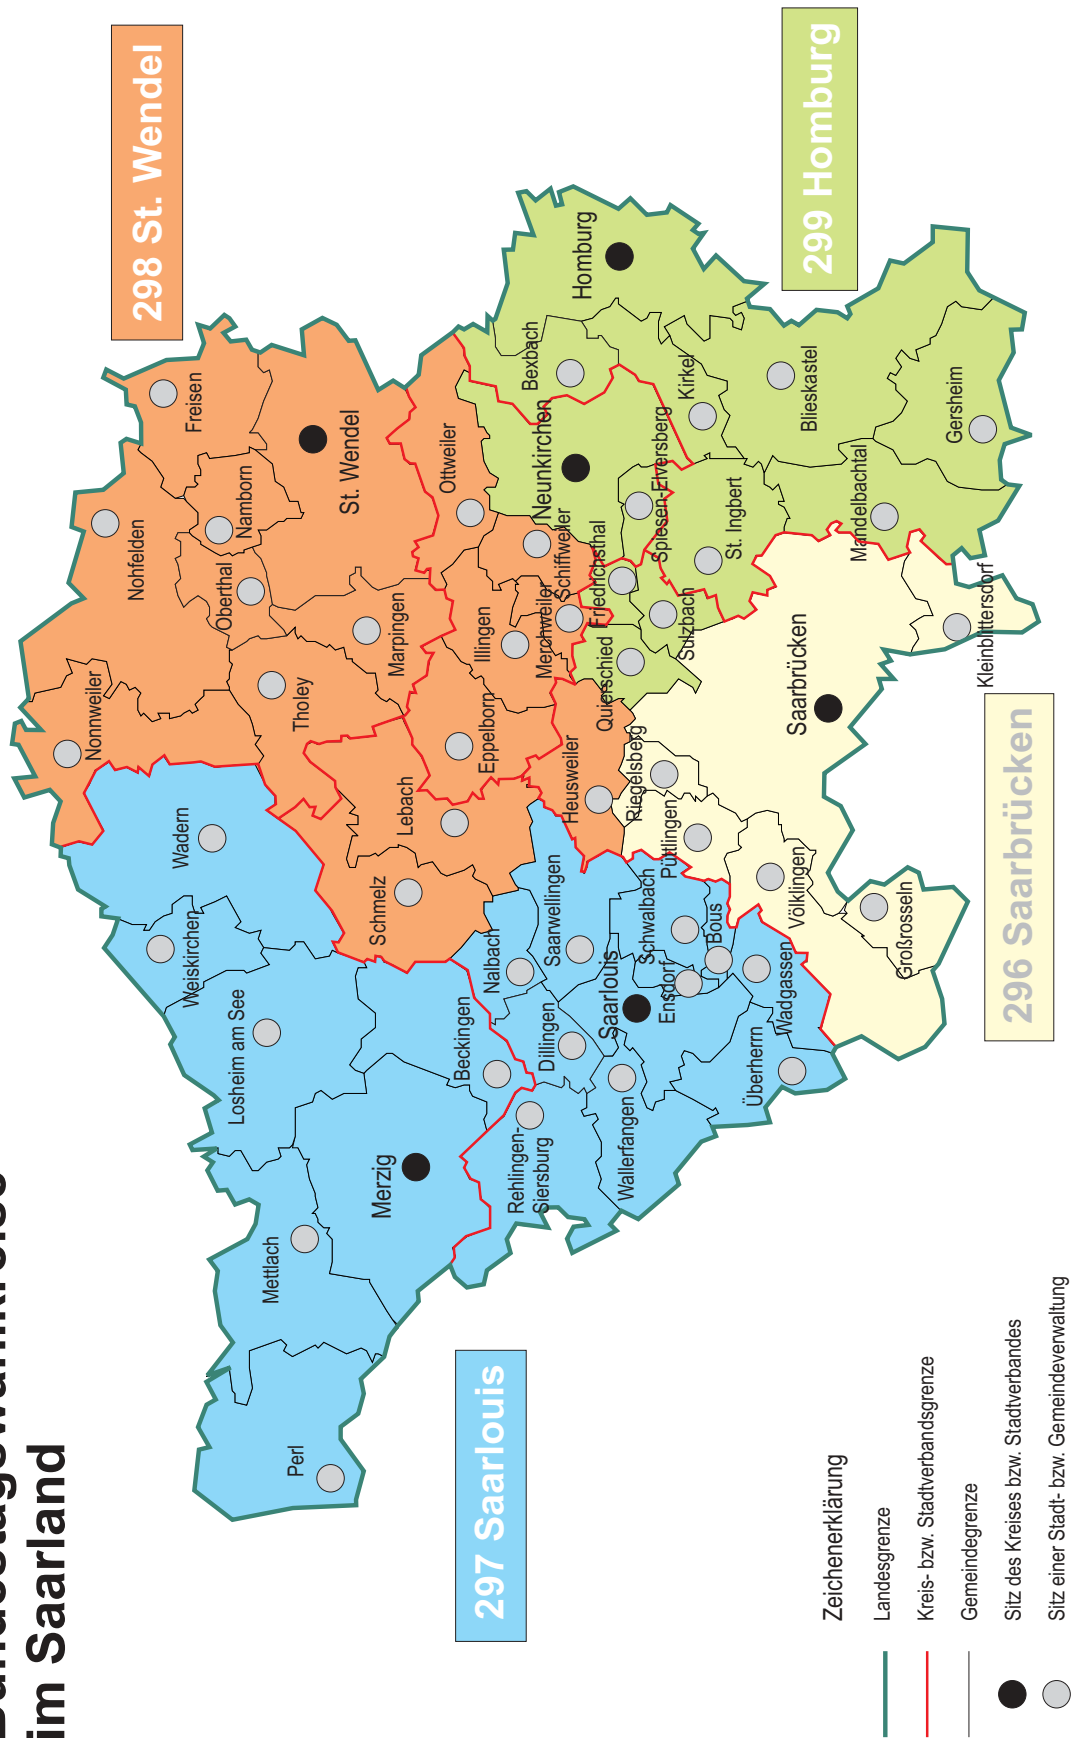 im Saarland
298 St. Wendel
299 Homburg
297 Saarlouis
296 Saarbrücken
Nonnweiler
Nohfelden
Freisen
Wadern
Weiskirchen
Oberthal
Namborn
Losheim am See
Tholey
St. Wendel
Mettlach
Perl
Marpingen
Merzig
Schmelz
Lebach
Ottweiler
Illingen
Eppelborn
Beckingen
Nalbach
Bexbach
Homburg
Neunkirchen
Schiffweiler
Merchweiler
Rehlingen-
Siersburg
Dillingen
Saarwellingen
Heusweiler
Friedrichsthal
Quierschied
Saarlouis
Wallerfangen
Schwalbach
Riegelsberg
Spiesen-Elversberg
Kirkel
Ensdorf
Püttlingen
Sulzbach
Bous
St. Ingbert
Überherrn
Wadgassen
Völklingen
Saarbrücken
Blieskastel
Mandelbachtal
Großrosseln
Gersheim
Kleinblittersdorf
Zeichenerklärung
Landesgrenze
Kreis- bzw. Stadtverbandsgrenze
Gemeindegrenze
Sitz des Kreises bzw. Stadtverbandes
Sitz einer Stadt- bzw. Gemeindeverwaltung